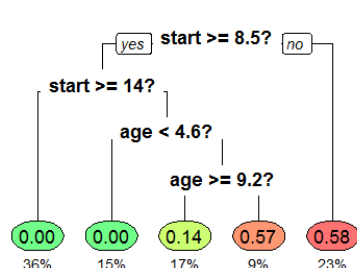 yes start >= 8.5? no
start >= 14?
age < 4.6?
age >= 9.2?
0.00 0.00 0.14 0.57 0.58
36% 15% 17% 9% 23%